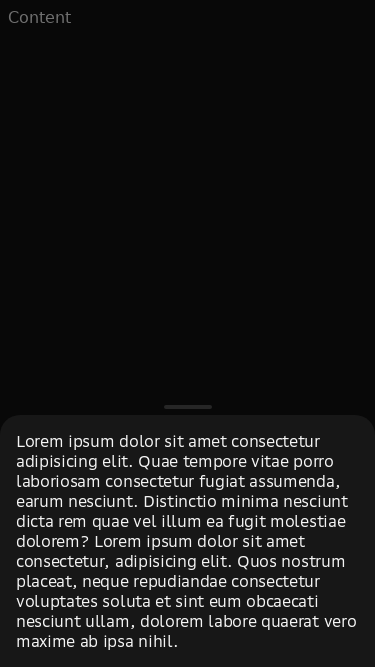 Content
Lorem ipsum dolor sit amet consectetur
adipisicing elit. Quae tempore vitae porro
laboriosam consectetur fugiat assumenda,
earum nesciunt. Distinctio minima nesciunt
dicta rem quae vel illum ea fugit molestiae
dolorem? Lorem ipsum dolor sit amet
consectetur, adipisicing elit. Quos nostrum
placeat, neque repudiandae consectetur
voluptates soluta et sint eum obcaecati
nesciunt ullam, dolorem labore quaerat vero
maxime ab ipsa nihil.